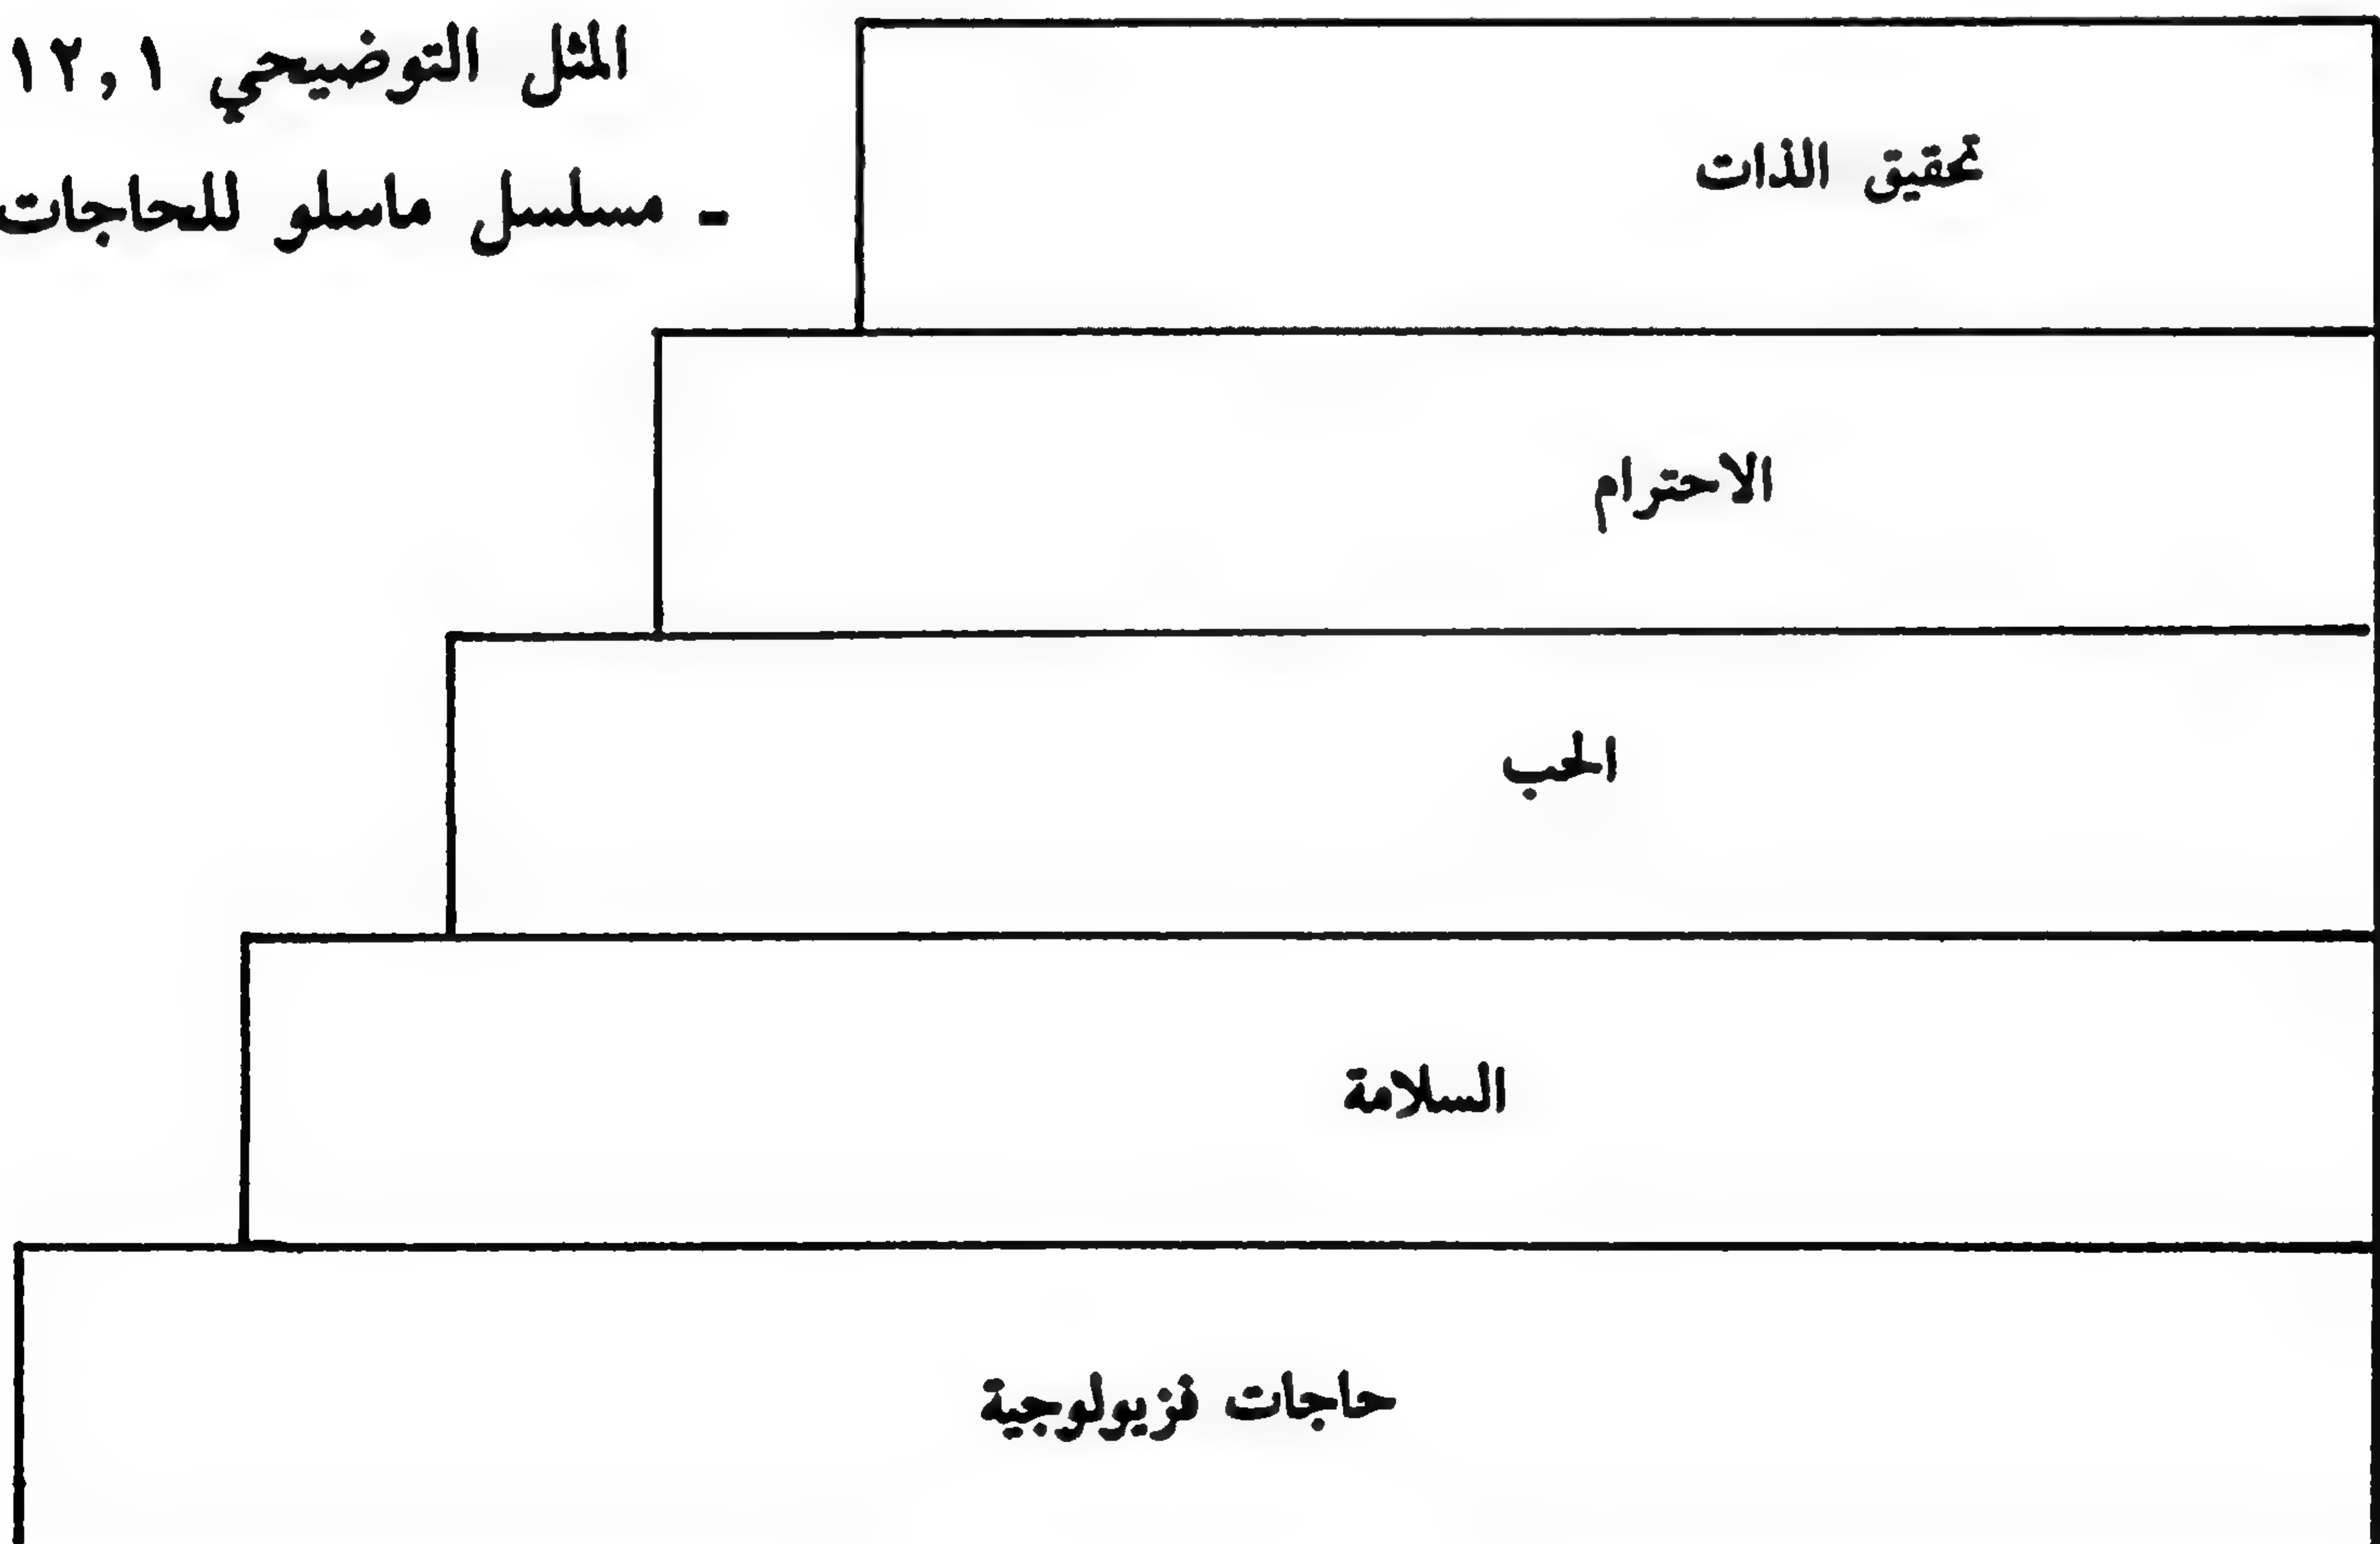 المثل التوضيحي ١٢,١
- مسلسل ماسلو للحاجات
تحقيق الذات
الاحترام
الحب
السلامة
حاجات فزيولوجية